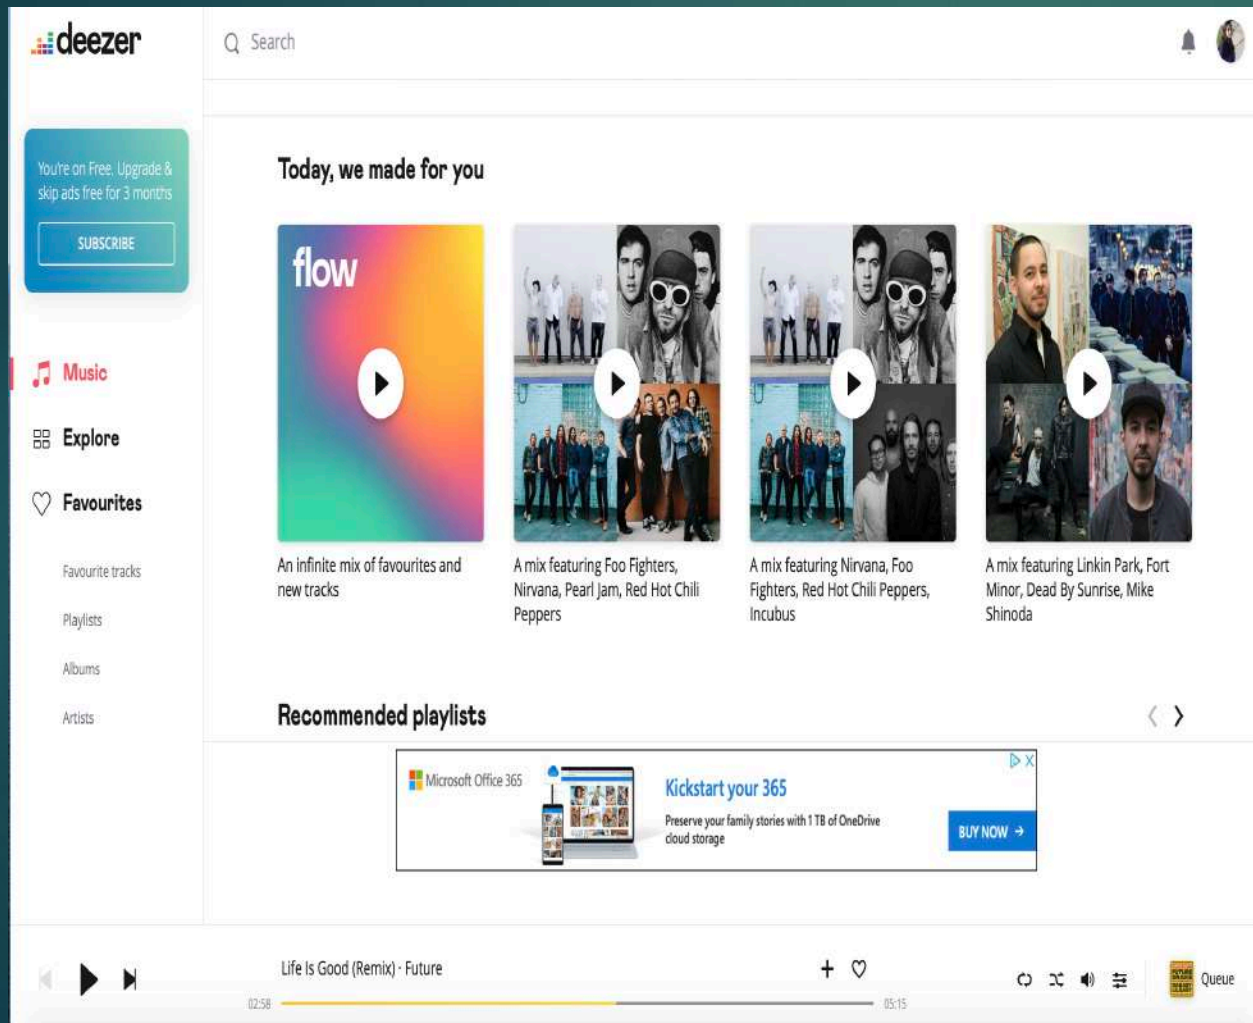 deezer
Search
You're on Free. Upgrade &
skip ads free for 3 months
SUBSCRIBE
Music
Explore
Favourites
Favourite tracks
Playlists
Albums
Artists
Today, we made for you
flow
An infinite mix of favourites and
new tracks
A mix featuring Foo Fighters,
Nirvana, Pearl Jam, Red Hot Chili
Peppers
A mix featuring Nirvana, Foo
Fighters, Red Hot Chili Peppers,
Incubus
A mix featuring Linkin Park, Fort
Minor, Dead By Sunrise, Mike
Shinoda
Recommended playlists
Microsoft Office 365
Kickstart your 365
Preserve your family stories with 1 TB of OneDrive
cloud storage
BUY NOW →
Life Is Good (Remix) · Future
02:58
05:15
Queue